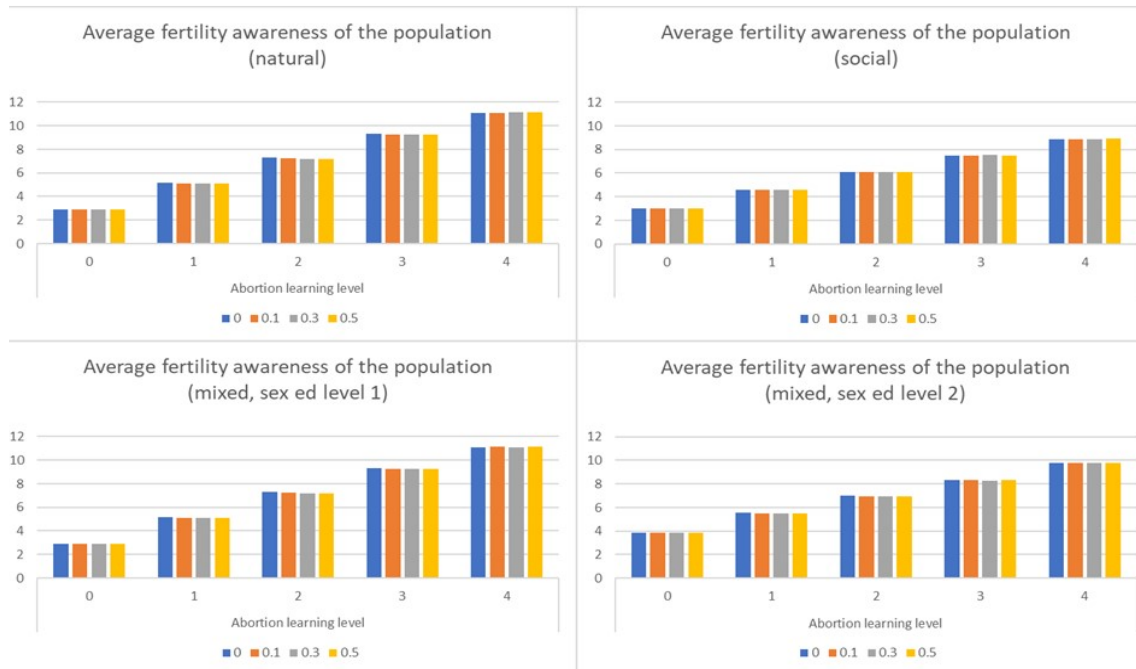 Average fertility awareness of the population
(natural)
12
10
8
6
4
2
0
0 1 2 3 4
Abortion learning level
0 0.1 0.3 0.5
Average fertility awareness of the population
(social)
12
10
8
6
4
2
0
0 1 2 3 4
Abortion learning level
0 0.1 0.3 0.5
Average fertility awareness of the population
(mixed, sex ed level 1)
12
10
8
6
4
2
0
0 1 2 3 4
Abortion learning level
0 0.1 0.3 0.5
Average fertility awareness of the population
(mixed, sex ed level 2)
12
10
8
6
4
2
0
0 1 2 3 4
Abortion learning level
0 0.1 0.3 0.5